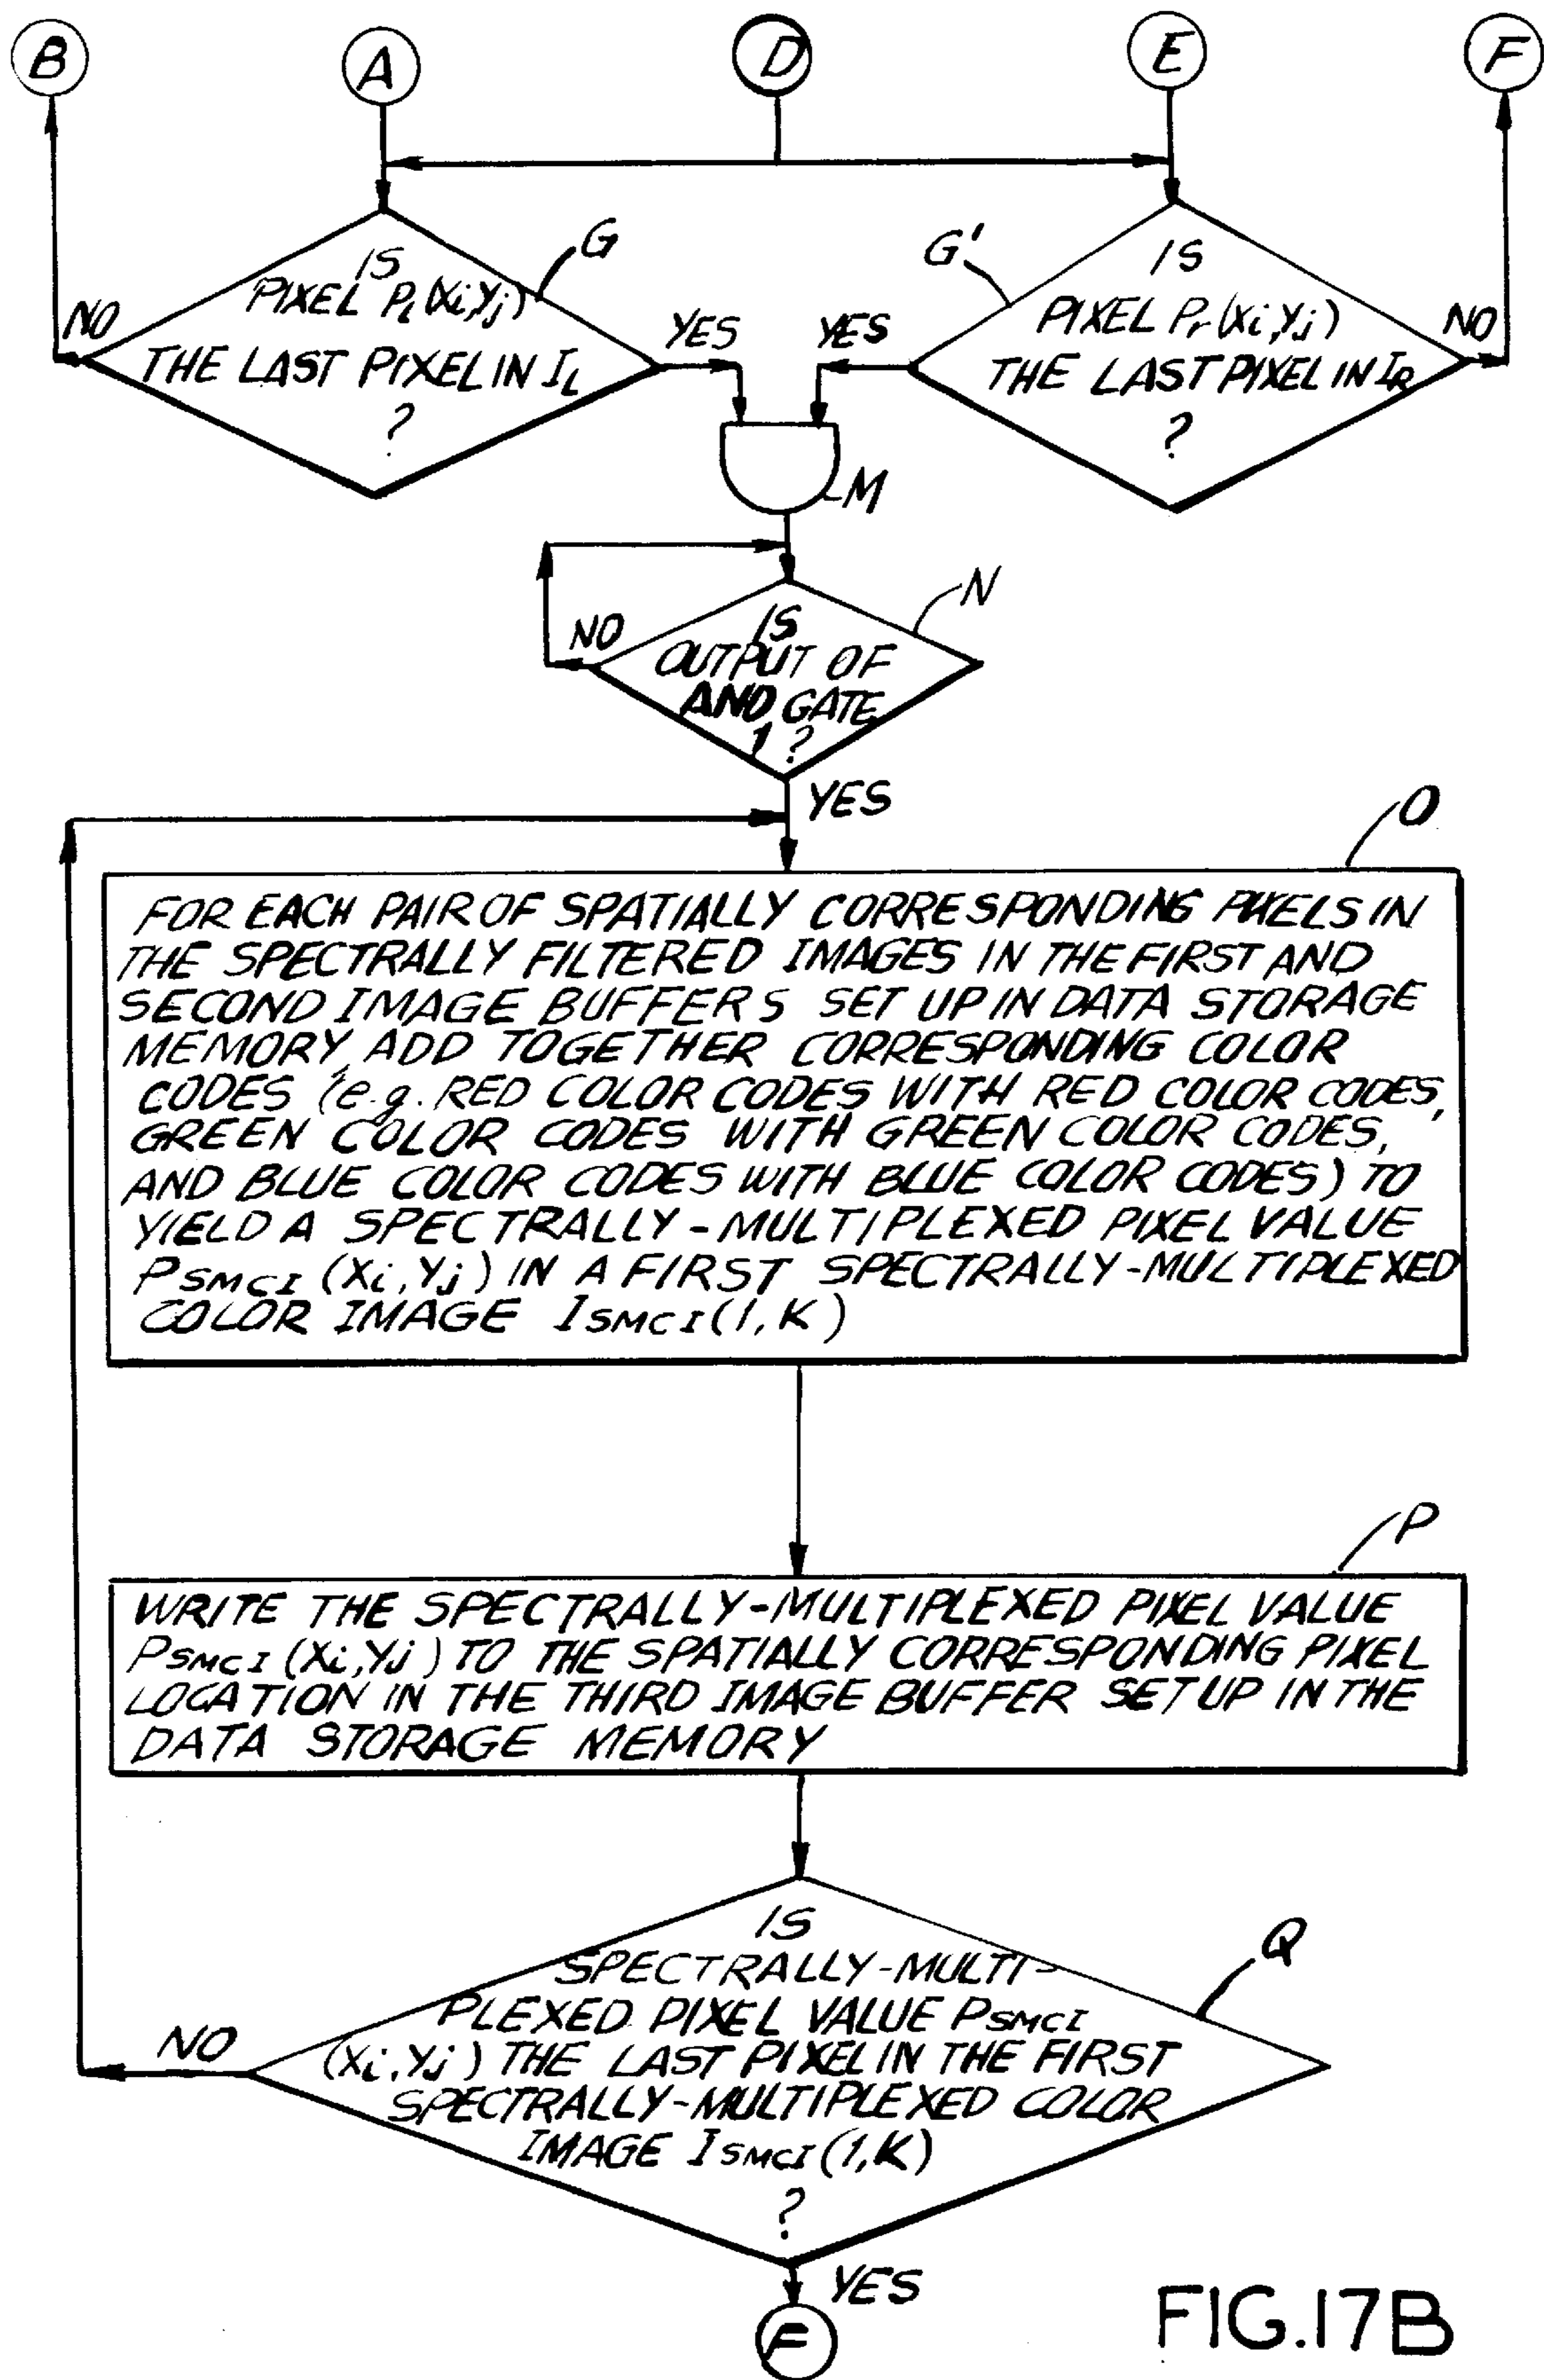 B
A
D
E
F
G
G'
IS
PIXEL Pl(Xi,Yj)
THE LAST PIXEL IN IL
?
NO
YES
IS
PIXEL Pr(Xi,Yj)
THE LAST PIXEL IN IR
?
YES
NO
M
N
IS
OUTPUT OF
AND GATE
1?
NO
YES
O
FOR EACH PAIR OF SPATIALLY CORRESPONDING PIXELS IN
THE SPECTRALLY FILTERED IMAGES IN THE FIRST AND
SECOND IMAGE BUFFERS SET UP IN DATA STORAGE
MEMORY, ADD TOGETHER CORRESPONDING COLOR
CODES (e.g. RED COLOR CODES WITH RED COLOR CODES,
GREEN COLOR CODES WITH GREEN COLOR CODES,
AND BLUE COLOR CODES WITH BLUE COLOR CODES) TO
YIELD A SPECTRALLY-MULTIPLEXED PIXEL VALUE
PSMCI (Xi,Yj) IN A FIRST SPECTRALLY-MULTIPLEXED
COLOR IMAGE ISMCI(1,K)
P
WRITE THE SPECTRALLY-MULTIPLEXED PIXEL VALUE
PSMCI (Xi,Yj) TO THE SPATIALLY CORRESPONDING PIXEL
LOCATION IN THE THIRD IMAGE BUFFER SET UP IN THE
DATA STORAGE MEMORY
Q
IS
SPECTRALLY-MULTI-
PLEXED PIXEL VALUE PSMCI
(Xi,Yj) THE LAST PIXEL IN THE FIRST
SPECTRALLY-MULTIPLEXED COLOR
IMAGE ISMCI(1,K)
?
NO
YES
F
FIG.17B